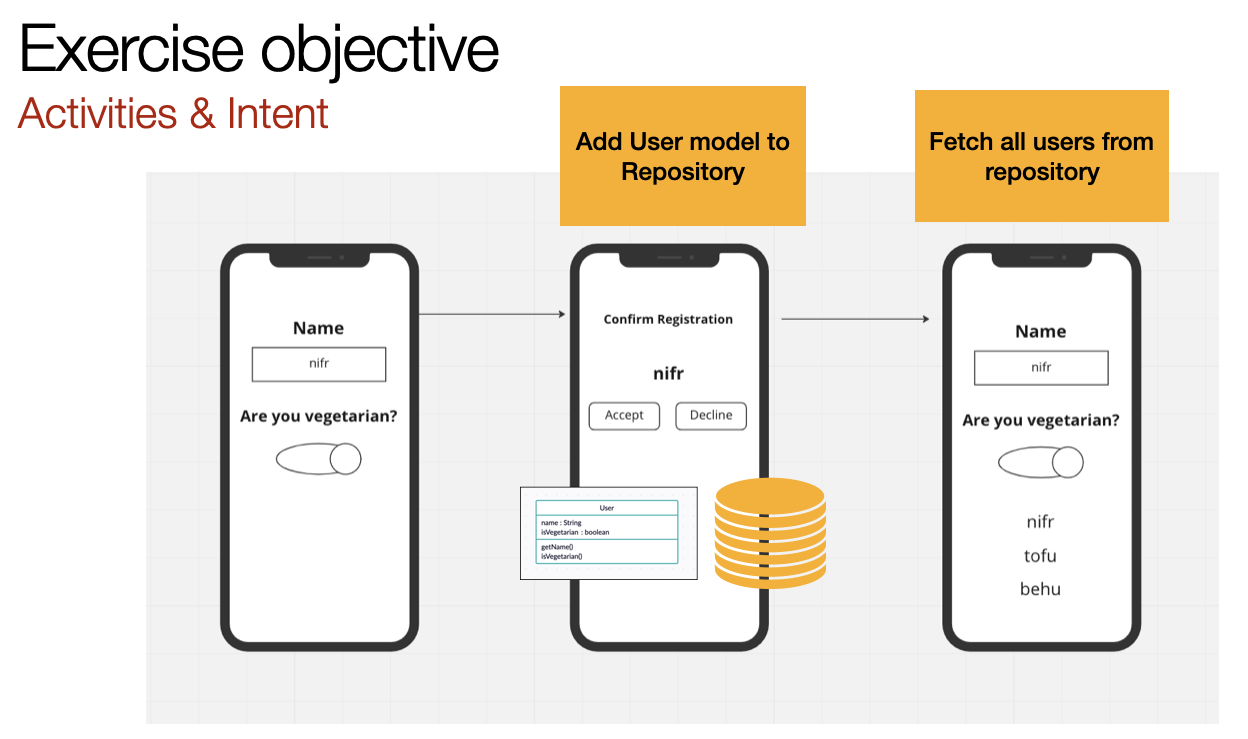 Exercise objective
Activities & Intent
Add User model to
Repository
Fetch all users from
repository
Name
nifr
Are you vegetarian?
Confirm Registration
nifr
Accept
Decline
User
name : String
isVegetarian : boolean
getName()
isVegetarian()
Name
nifr
Are you vegetarian?
nifr
tofu
behu